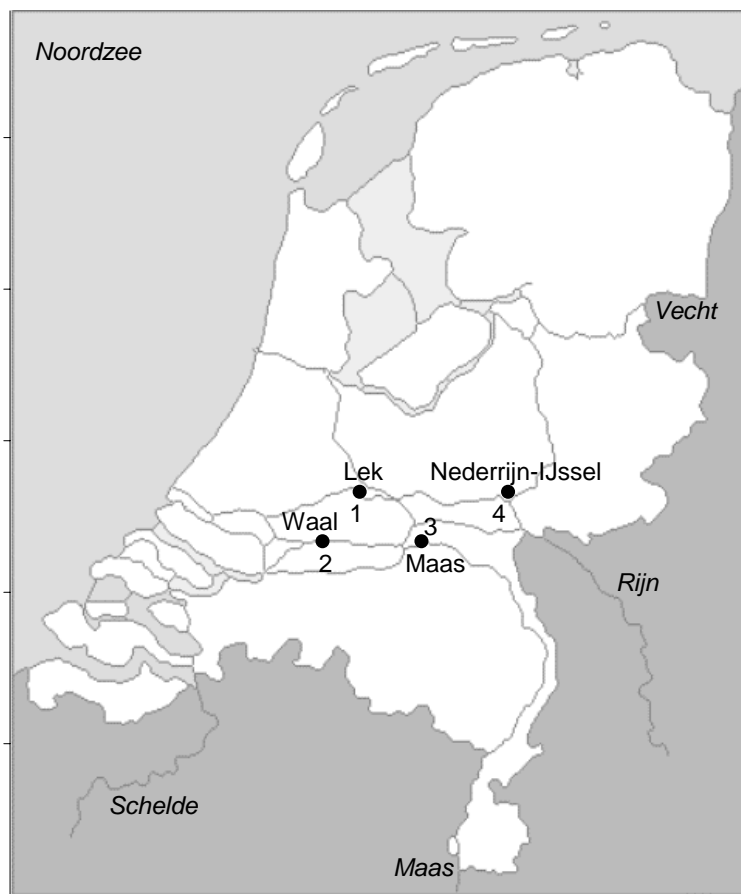 Noordzee
Vecht
Lek
Nederrijn-IJssel
1
Waal
3
4
2
Maas
Rijn
Schelde
Maas